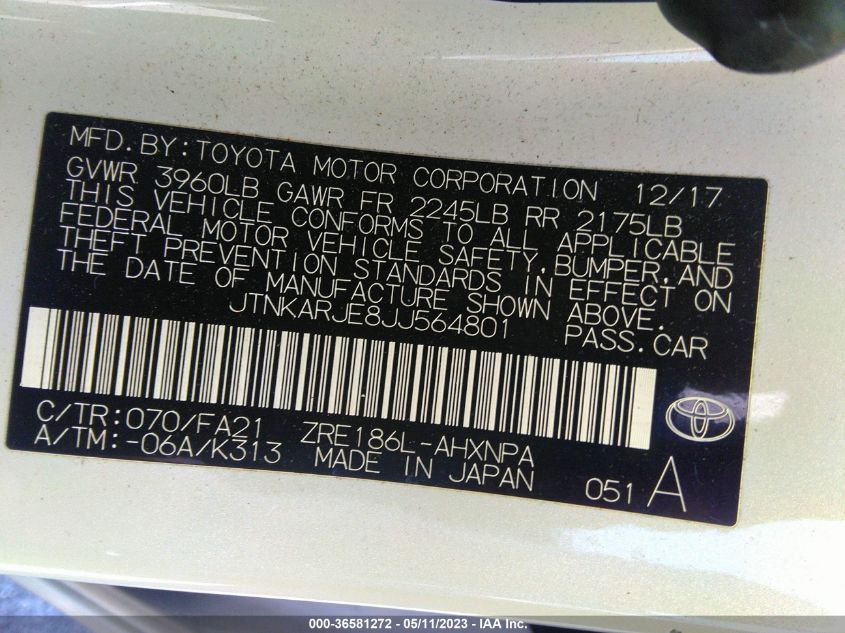 MFD. BY: TOYOTA MOTOR CORPORATION 12/17
GVWR 3960LB GAWR FR 2245LB RR 2175LB
THIS VEHICLE CONFORMS TO ALL APPLICABLE
FEDERAL MOTOR VEHICLE SAFETY, BUMPER, AND
THEFT PREVENTION STANDARDS IN EFFECT ON
THE DATE OF MANUFACTURE SHOWN ABOVE.
JTNKARJE8JJ564801 PASS. CAR
C/TR: 070/FA21 ZRE186L-AHXNPA
A/TM: -06A/K313 MADE IN JAPAN
051 A
000-36581272 - 05/11/2023 - IAA Inc.